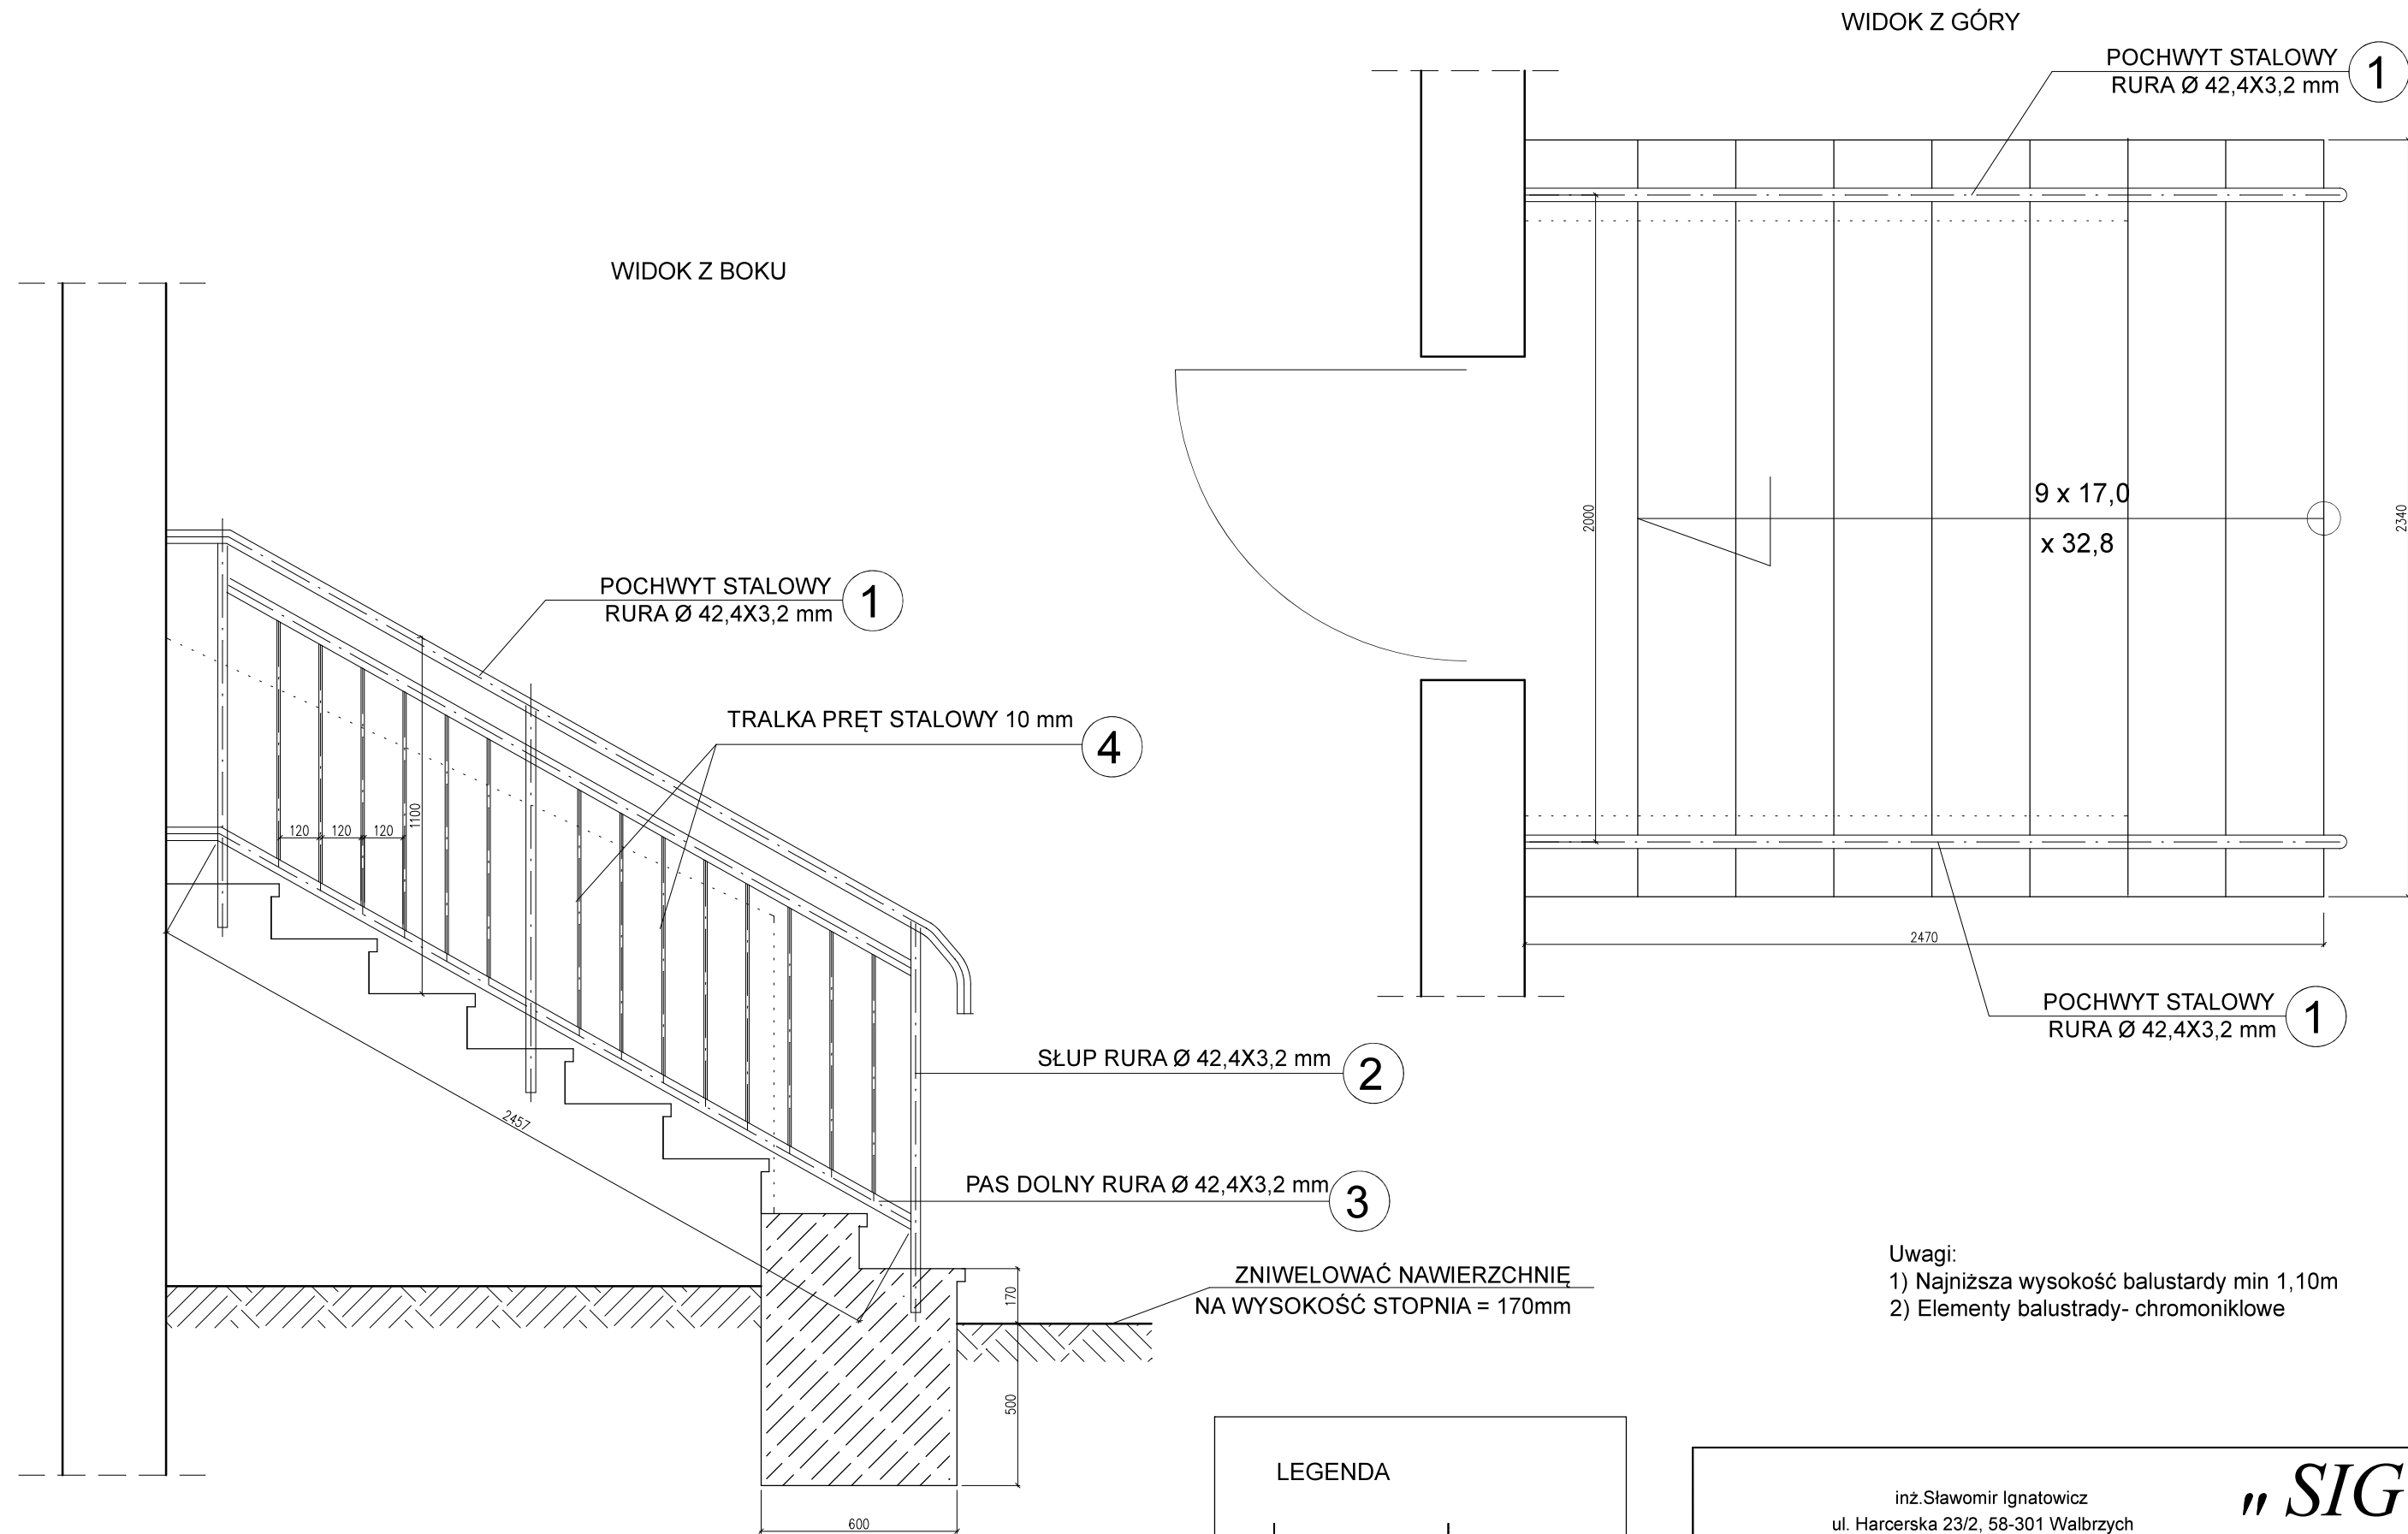 WIDOK Z GÓRY
POCHWYT STALOWY
RURA Ø 42,4X3,2 mm
1
WIDOK Z BOKU
2000
9 x 17,0
x 32,8
2340
POCHWYT STALOWY
RURA Ø 42,4X3,2 mm
1
TRALKA PRĘT STALOWY 10 mm
4
120
120
120
1100
2470
POCHWYT STALOWY
RURA Ø 42,4X3,2 mm
1
SŁUP RURA Ø 42,4X3,2 mm
2
2457
PAS DOLNY RURA Ø 42,4X3,2 mm
3
ZNIWELOWAĆ NAWIERZCHNIĘ
NA WYSOKOŚĆ STOPNIA = 170mm
170
500
600
Uwagi:
1) Najniższa wysokość balustardy min 1,10m
2) Elementy balustrady- chromoniklowe
LEGENDA
„ SIG
inż.Sławomir Ignatowicz
ul. Harcerska 23/2, 58-301 Walbrzych